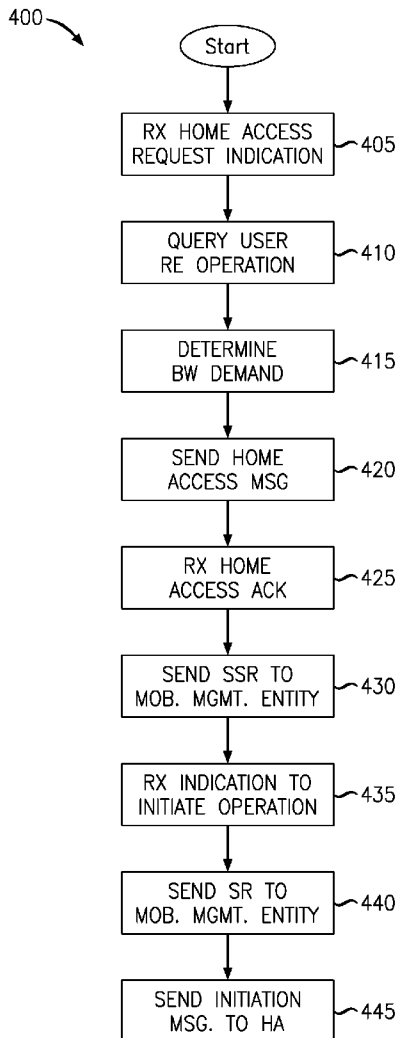 400
Start
RX HOME ACCESS
REQUEST INDICATION
405
QUERY USER
RE OPERATION
410
DETERMINE
BW DEMAND
415
SEND HOME
ACCESS MSG
420
RX HOME
ACCESS ACK
425
SEND SSR TO
MOB. MGMT. ENTITY
430
RX INDICATION TO
INITIATE OPERATION
435
SEND SR TO
MOB. MGMT. ENTITY
440
SEND INITIATION
MSG. TO HA
445